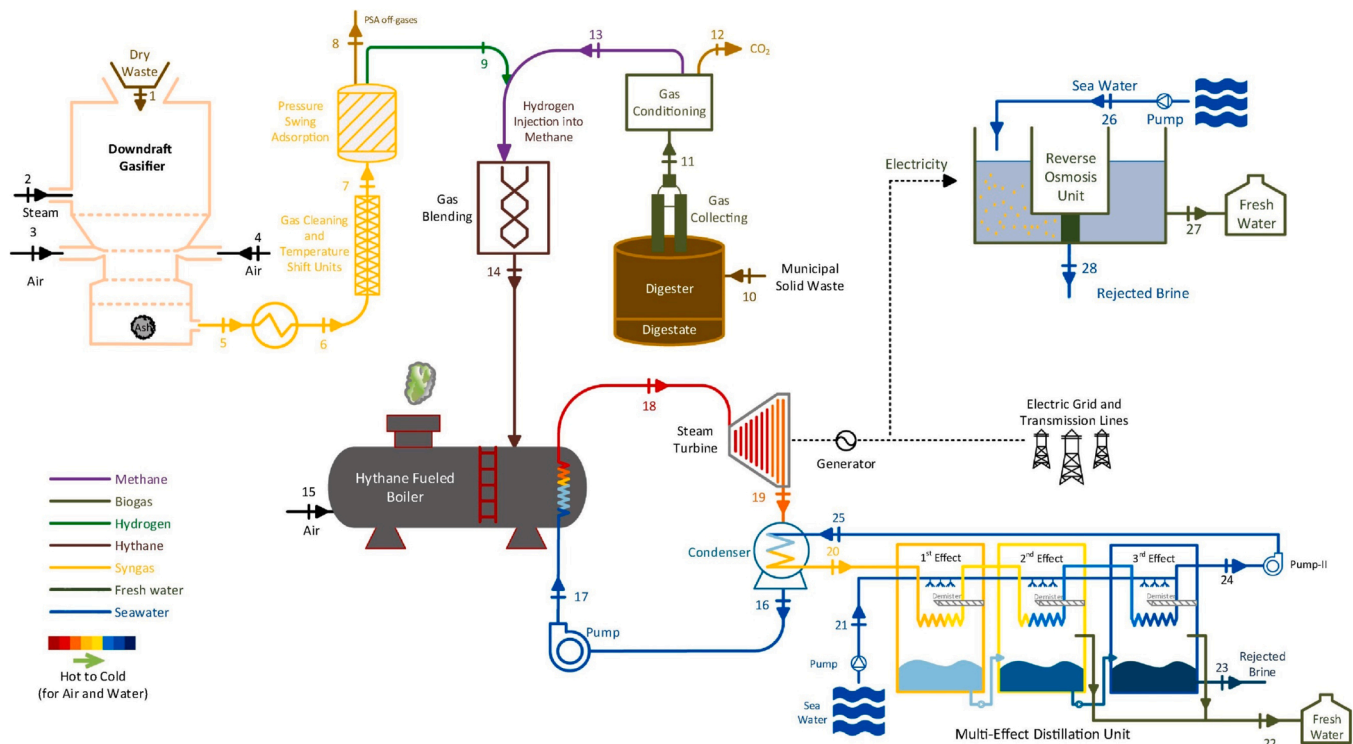 PSA off-gases
8
9
13
12
CO₂
Dry
Waste
1
Downdraft
Gasifier
2
Steam
3
Air
4
Air
Ash
5
6
7
Pressure
Swing
Adsorption
Gas Cleaning
and
Temperature
Shift Units
Hydrogen
Injection into
Methane
Gas
Blending
14
Gas
Conditioning
11
Gas
Collecting
Digester
Digestate
Municipal
Solid Waste
10
Sea Water
26
Pump
Electricity
Reverse
Osmosis
Unit
27
Fresh
Water
28
Rejected Brine
Hythane Fueled
Boiler
15
Air
18
Steam
Turbine
Generator
Electric Grid and
Transmission Lines
19
Condenser
20
25
16
17
Pump
21
Pump
Sea
Water
1st Effect
2nd Effect
3rd Effect
Demister
Demister
Demister
24
Pump-II
23
Rejected
Brine
22
Fresh
Water
Multi-Effect Distillation Unit
Methane
Biogas
Hydrogen
Hythane
Syngas
Fresh water
Seawater
Hot to Cold
(for Air and Water)